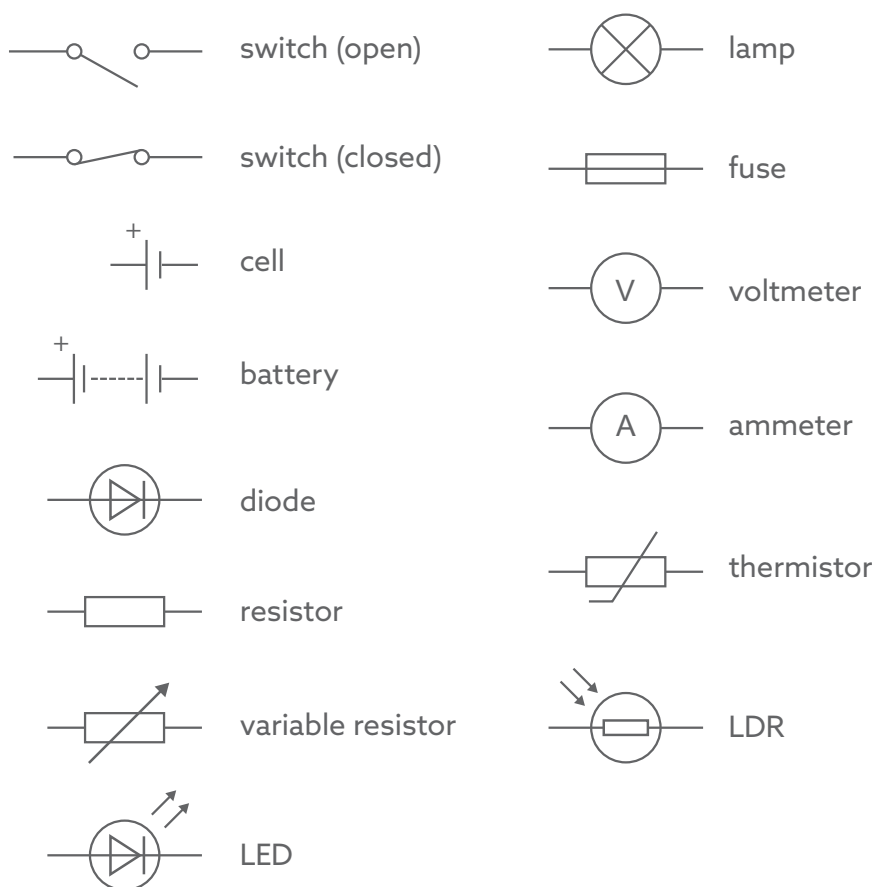 switch (open)
switch (closed)
+
cell
+
battery
diode
resistor
variable resistor
LED
lamp
fuse
V
voltmeter
A
ammeter
thermistor
LDR